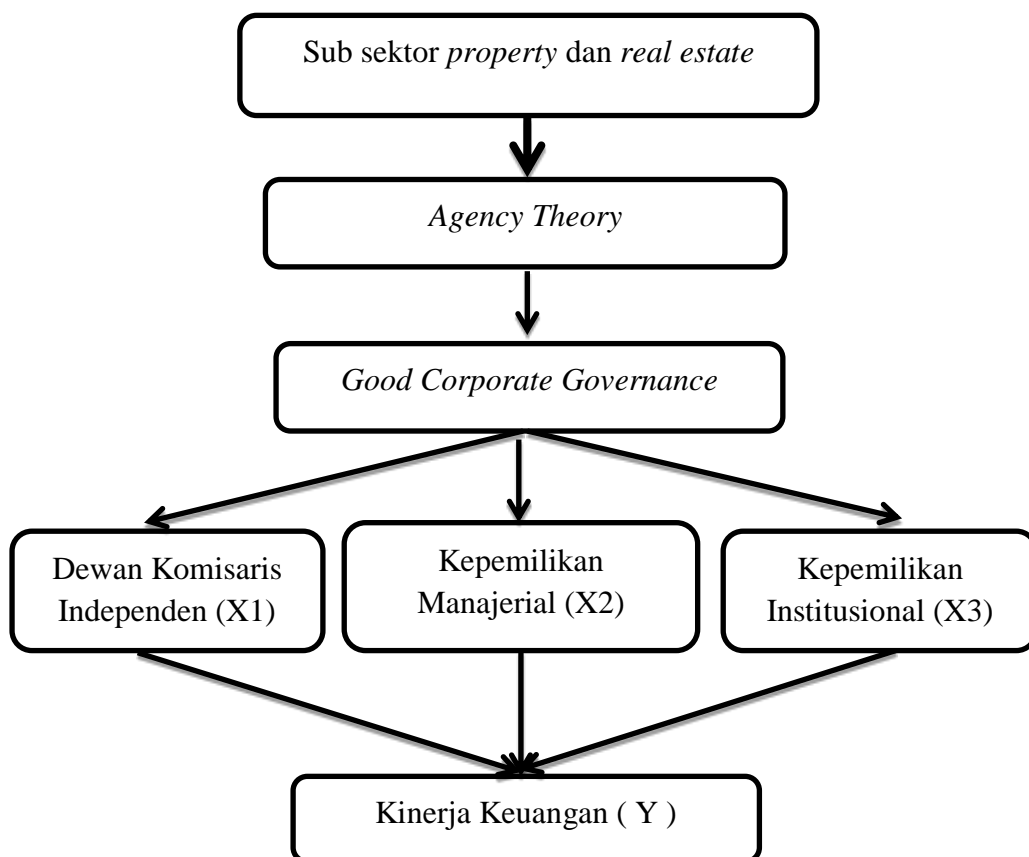 Sub sektor property dan real estate
Agency Theory
Good Corporate Governance
Dewan Komisaris
Independen (X1)
Kepemilikan
Manajerial (X2)
Kepemilikan
Institusional (X3)
Kinerja Keuangan ( Y )